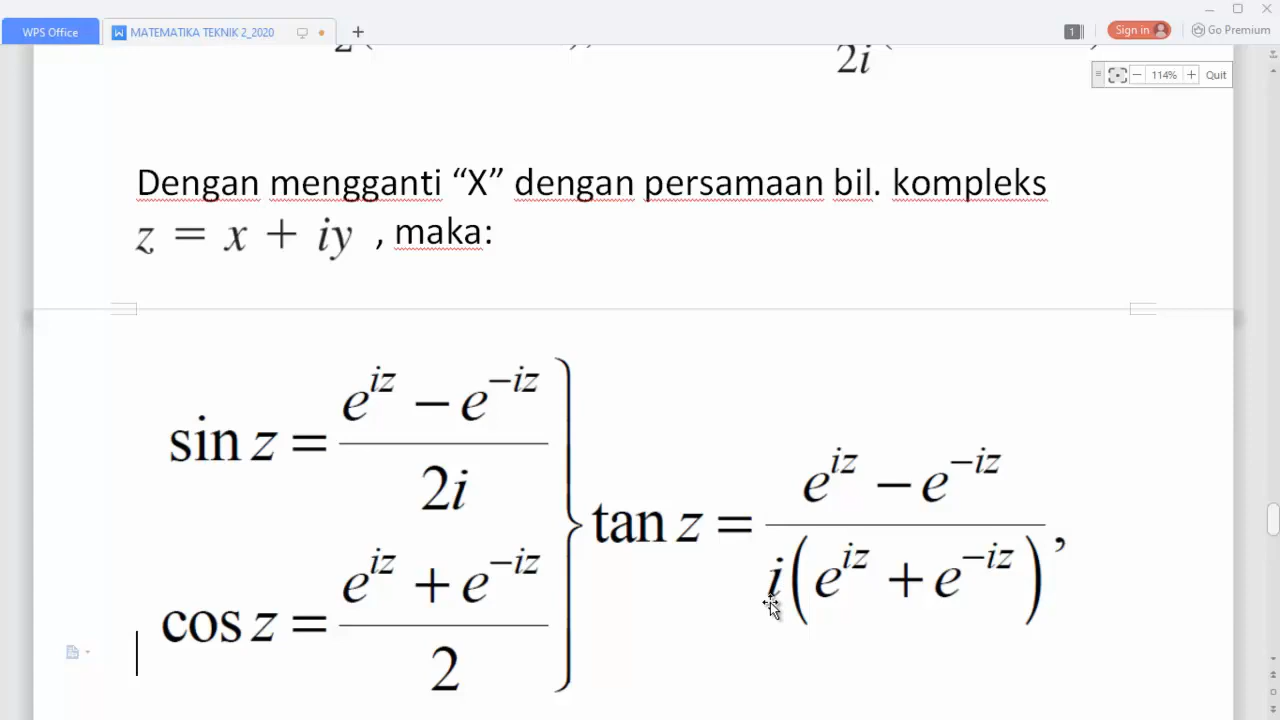 WPS Office
MATEMATIKA TEKNIK 2_2020
+
1
Sign in
Go Premium
2i
114%
Quit
Dengan mengganti “X” dengan persamaan bil. kompleks
z = x + iy , maka:
sin z = (e^{iz} − e^{−iz}) / 2i
cos z = (e^{iz} + e^{−iz}) / 2
} tan z = (e^{iz} − e^{−iz}) / i(e^{iz} + e^{−iz}),